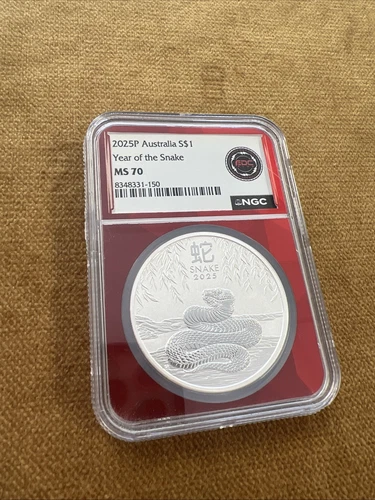 2025P Australia S$1
Year of the Snake
MS 70
8348331-150
NGC
蛇
SNAKE
2025